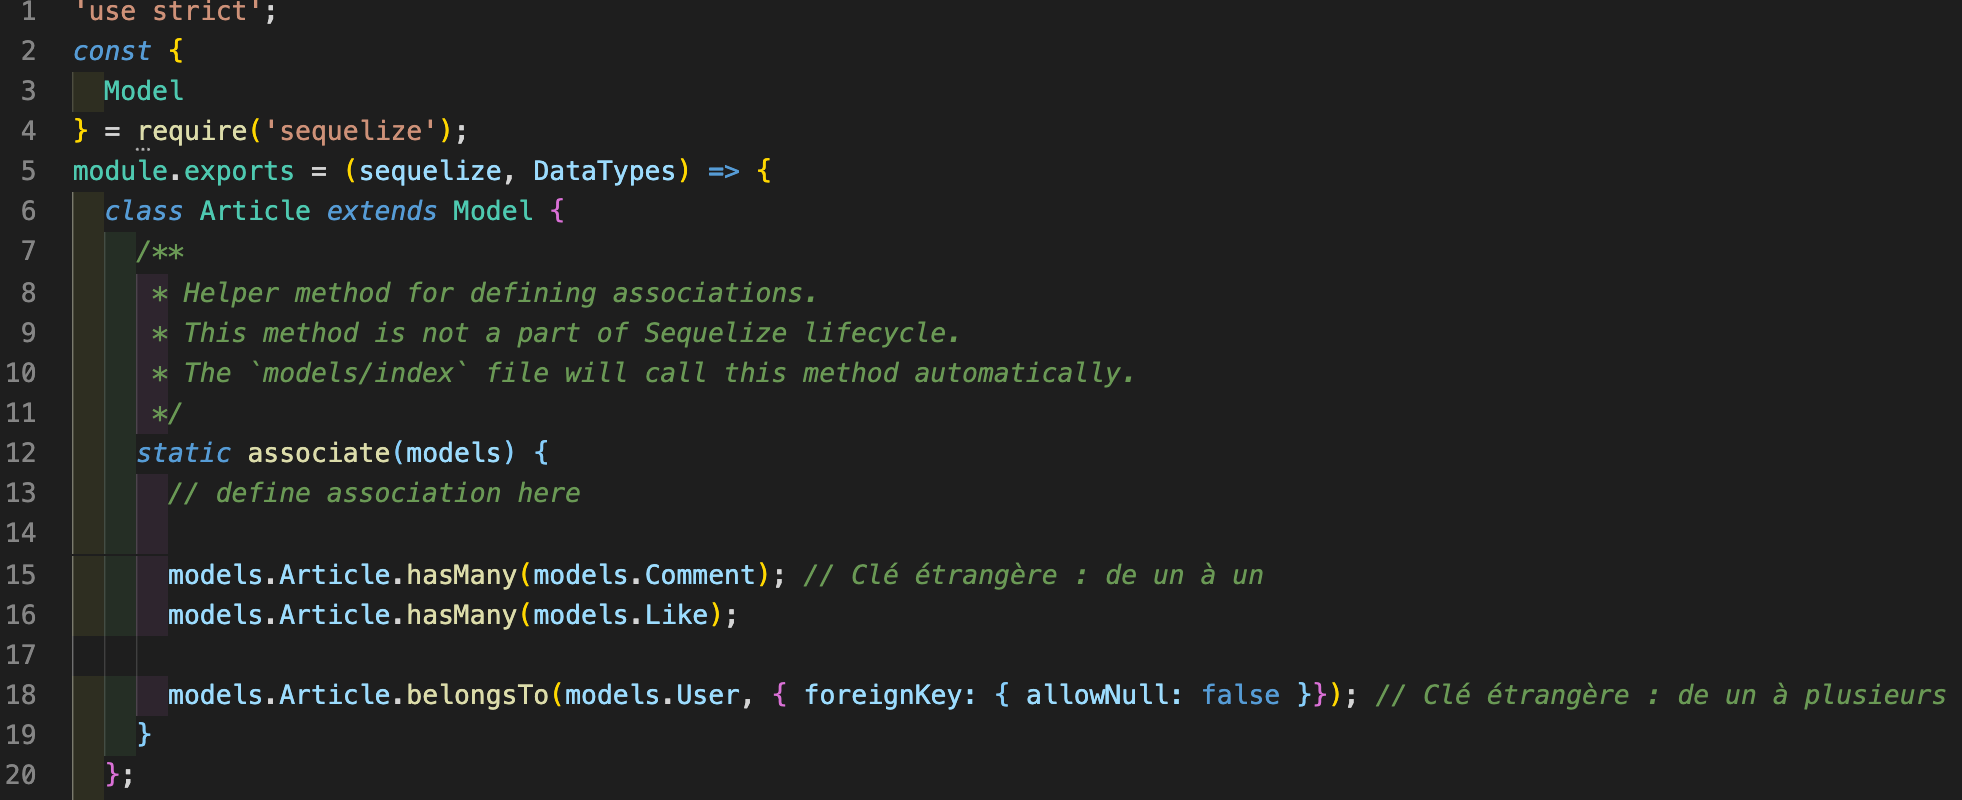 1 'use strict';
2 const {
3   Model
4 } = require('sequelize');
5 module.exports = (sequelize, DataTypes) => {
6   class Article extends Model {
7     /**
8      * Helper method for defining associations.
9      * This method is not a part of Sequelize lifecycle.
10      * The `models/index` file will call this method automatically.
11      */
12     static associate(models) {
13       // define association here
14
15       models.Article.hasMany(models.Comment); // Clé étrangère : de un à un
16       models.Article.hasMany(models.Like);
17
18       models.Article.belongsTo(models.User, { foreignKey: { allowNull: false }}); // Clé étrangère : de un à plusieurs
19     }
20   };